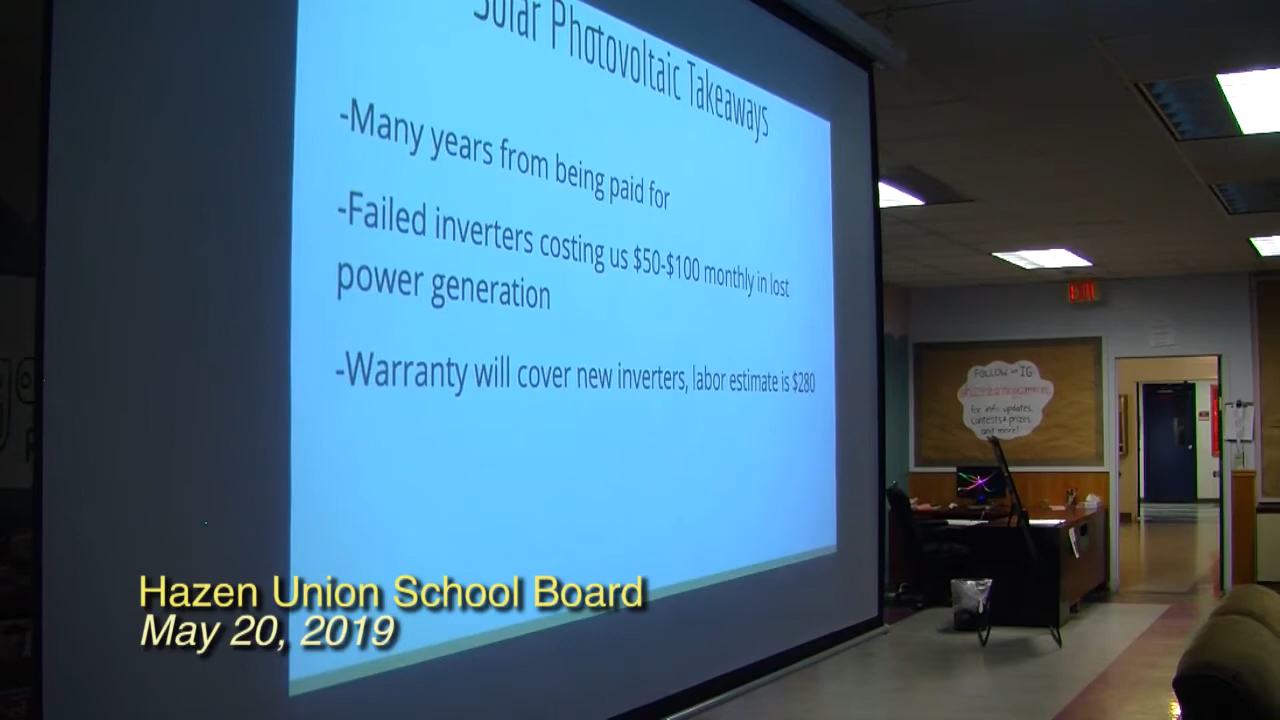 Solar Photovoltaic Takeaways
-Many years from being paid for
-Failed inverters costing us $50-$100 monthly in lost
power generation
-Warranty will cover new inverters, labor estimate is $280
Hazen Union School Board
May 20, 2019
EXIT
FOLLOW on IG
for info, updates,
contests & prizes,
and more!